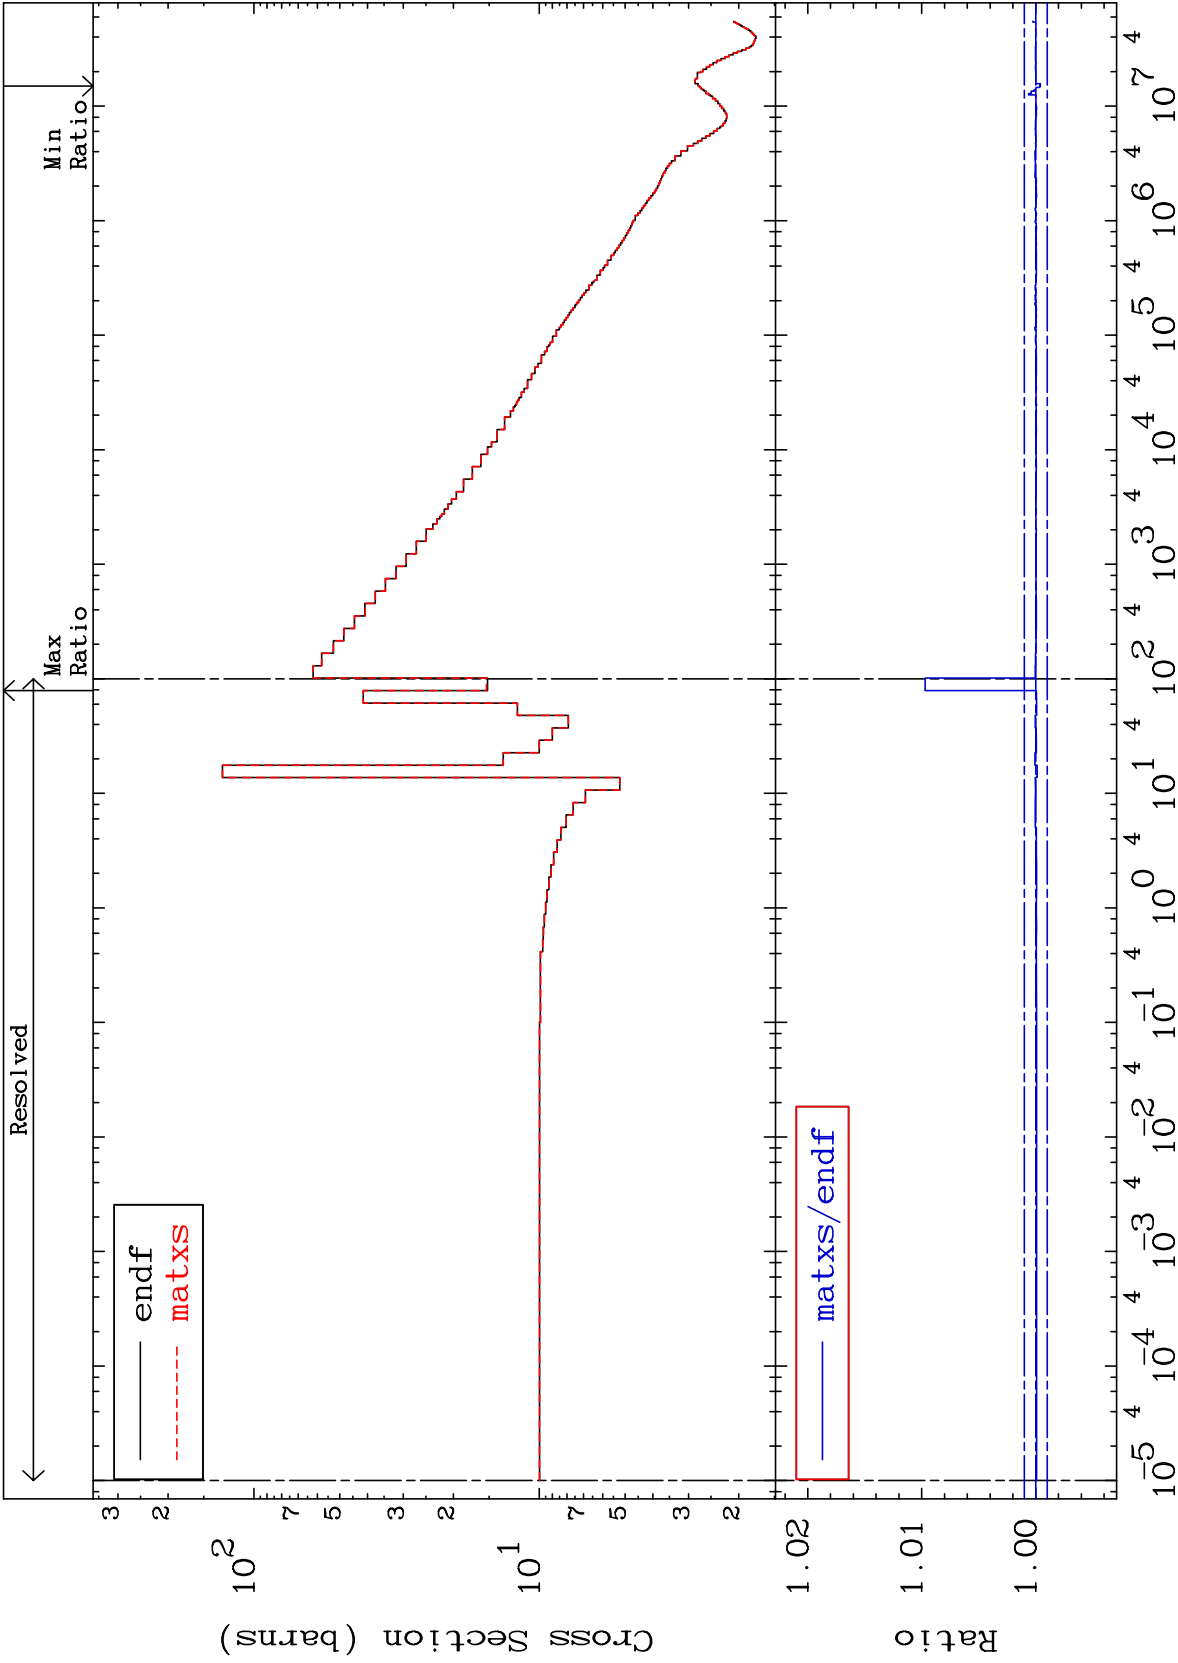 Resolved
Max
Ratio
Min
Ratio
endf
matxs
3
2
10^2
7
5
3
2
10^1
7
5
3
2
Cross Section (barns)
matxs/endf
1.02
1.01
1.00
Ratio
10^-5 4 10^-4 4 10^-3 4 10^-2 4 10^-1 4 10^0 4 10^1 4 10^2 4 10^3 4 10^4 4 10^5 4 10^6 4 10^7 4